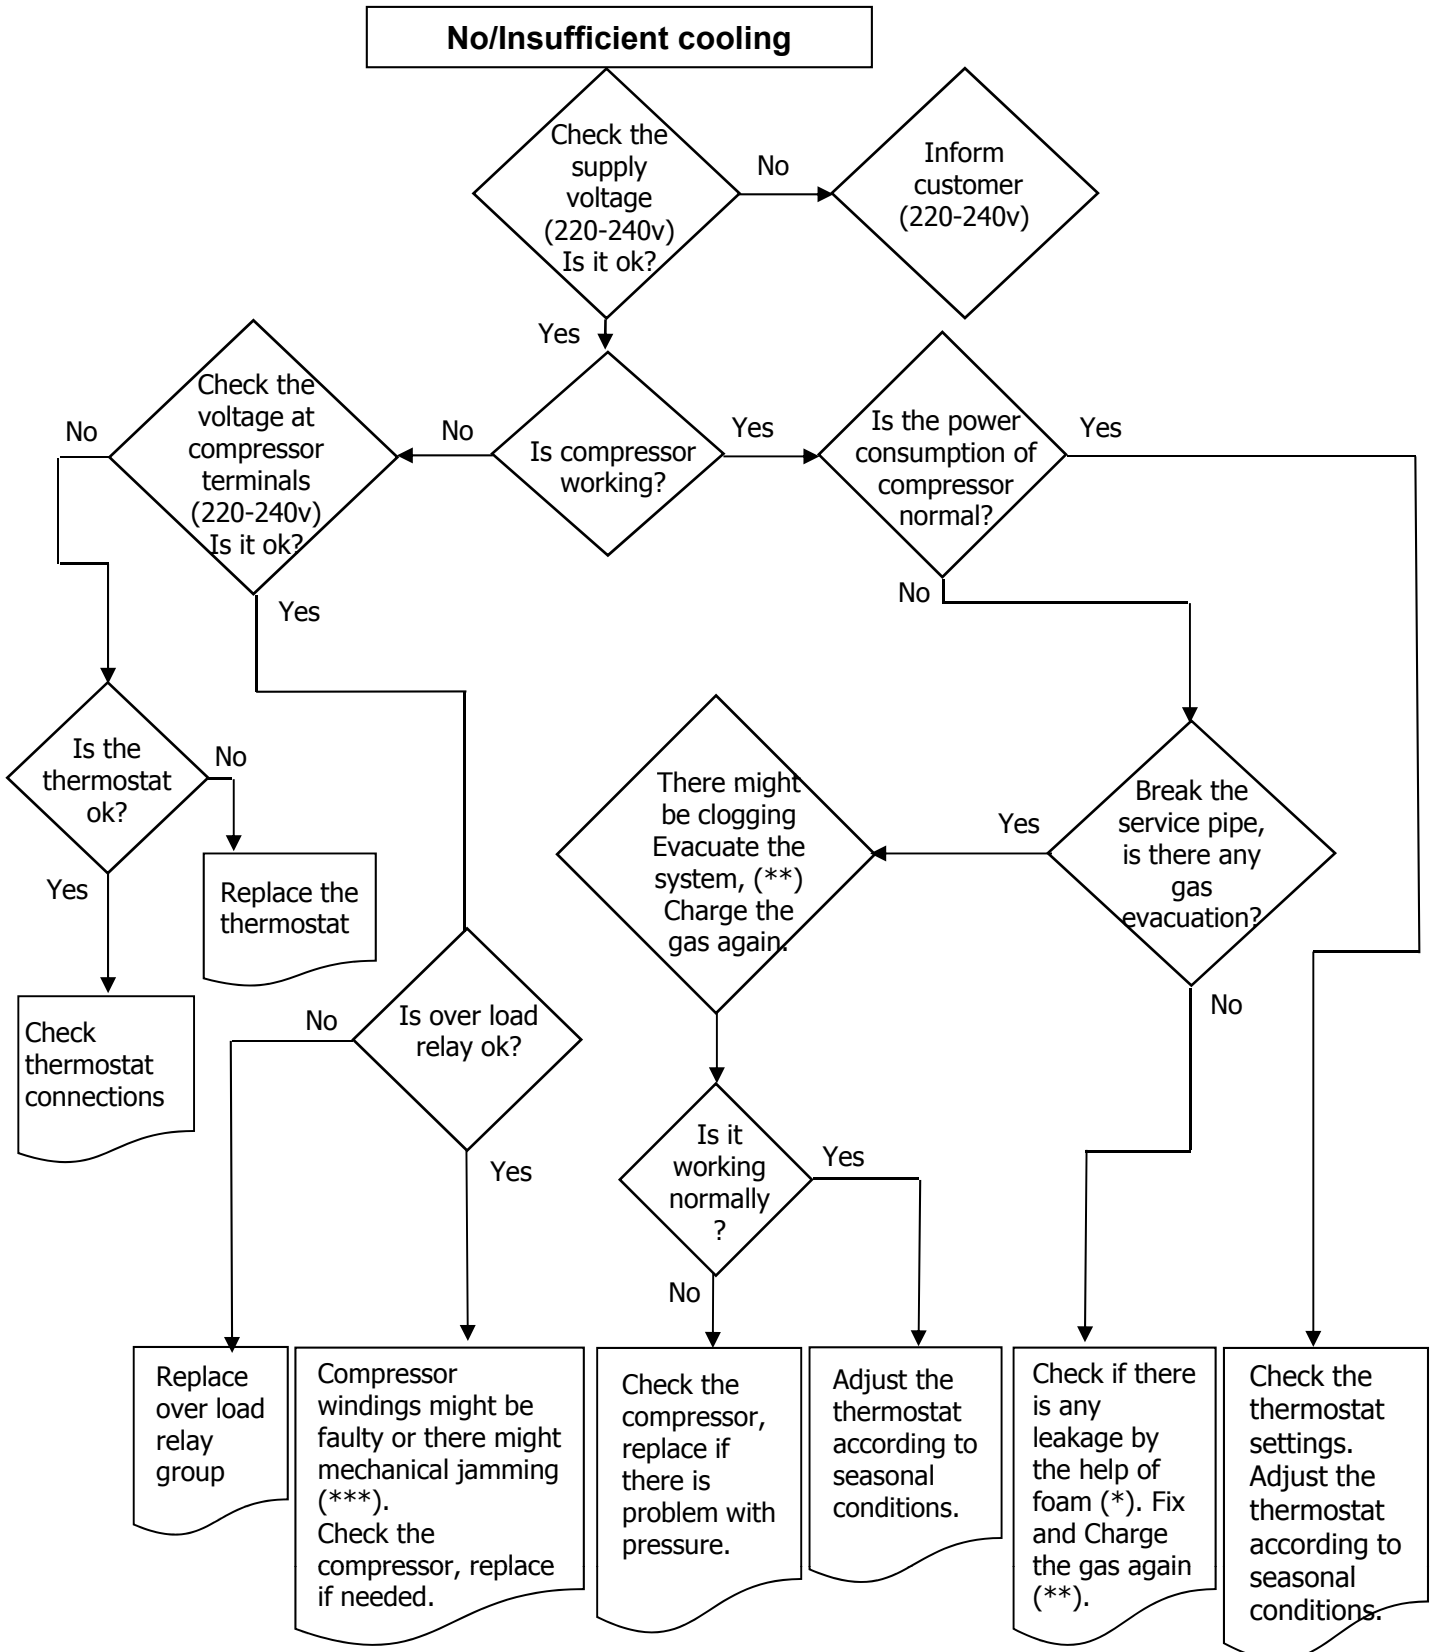 No/Insufficient cooling
Check the
supply
voltage
(220-240v)
Is it ok?
No
Inform
customer
(220-240v)
Yes
Check the
voltage at
compressor
terminals
(220-240v)
Is it ok?
No
No
Is compressor
working?
Yes
Is the power
consumption of
compressor
normal?
Yes
No
Yes
Is the
thermostat
ok?
No
Yes
Replace the
thermostat
Check
thermostat
connections
There might
be clogging
Evacuate the
system, (**)
Charge the
gas again.
Yes
Break the
service pipe,
is there any
gas
evacuation?
No
No
Is over load
relay ok?
Yes
Is it
working
normally
?
Yes
No
Replace
over load
relay
group
Compressor
windings might be
faulty or there might
mechanical jamming
(***).
Check the
compressor, replace
if needed.
Check the
compressor,
replace if
there is
problem with
pressure.
Adjust the
thermostat
according to
seasonal
conditions.
Check if there
is any
leakage by
the help of
foam (*). Fix
and Charge
the gas again
(**).
Check the
thermostat
settings.
Adjust the
thermostat
according to
seasonal
conditions.